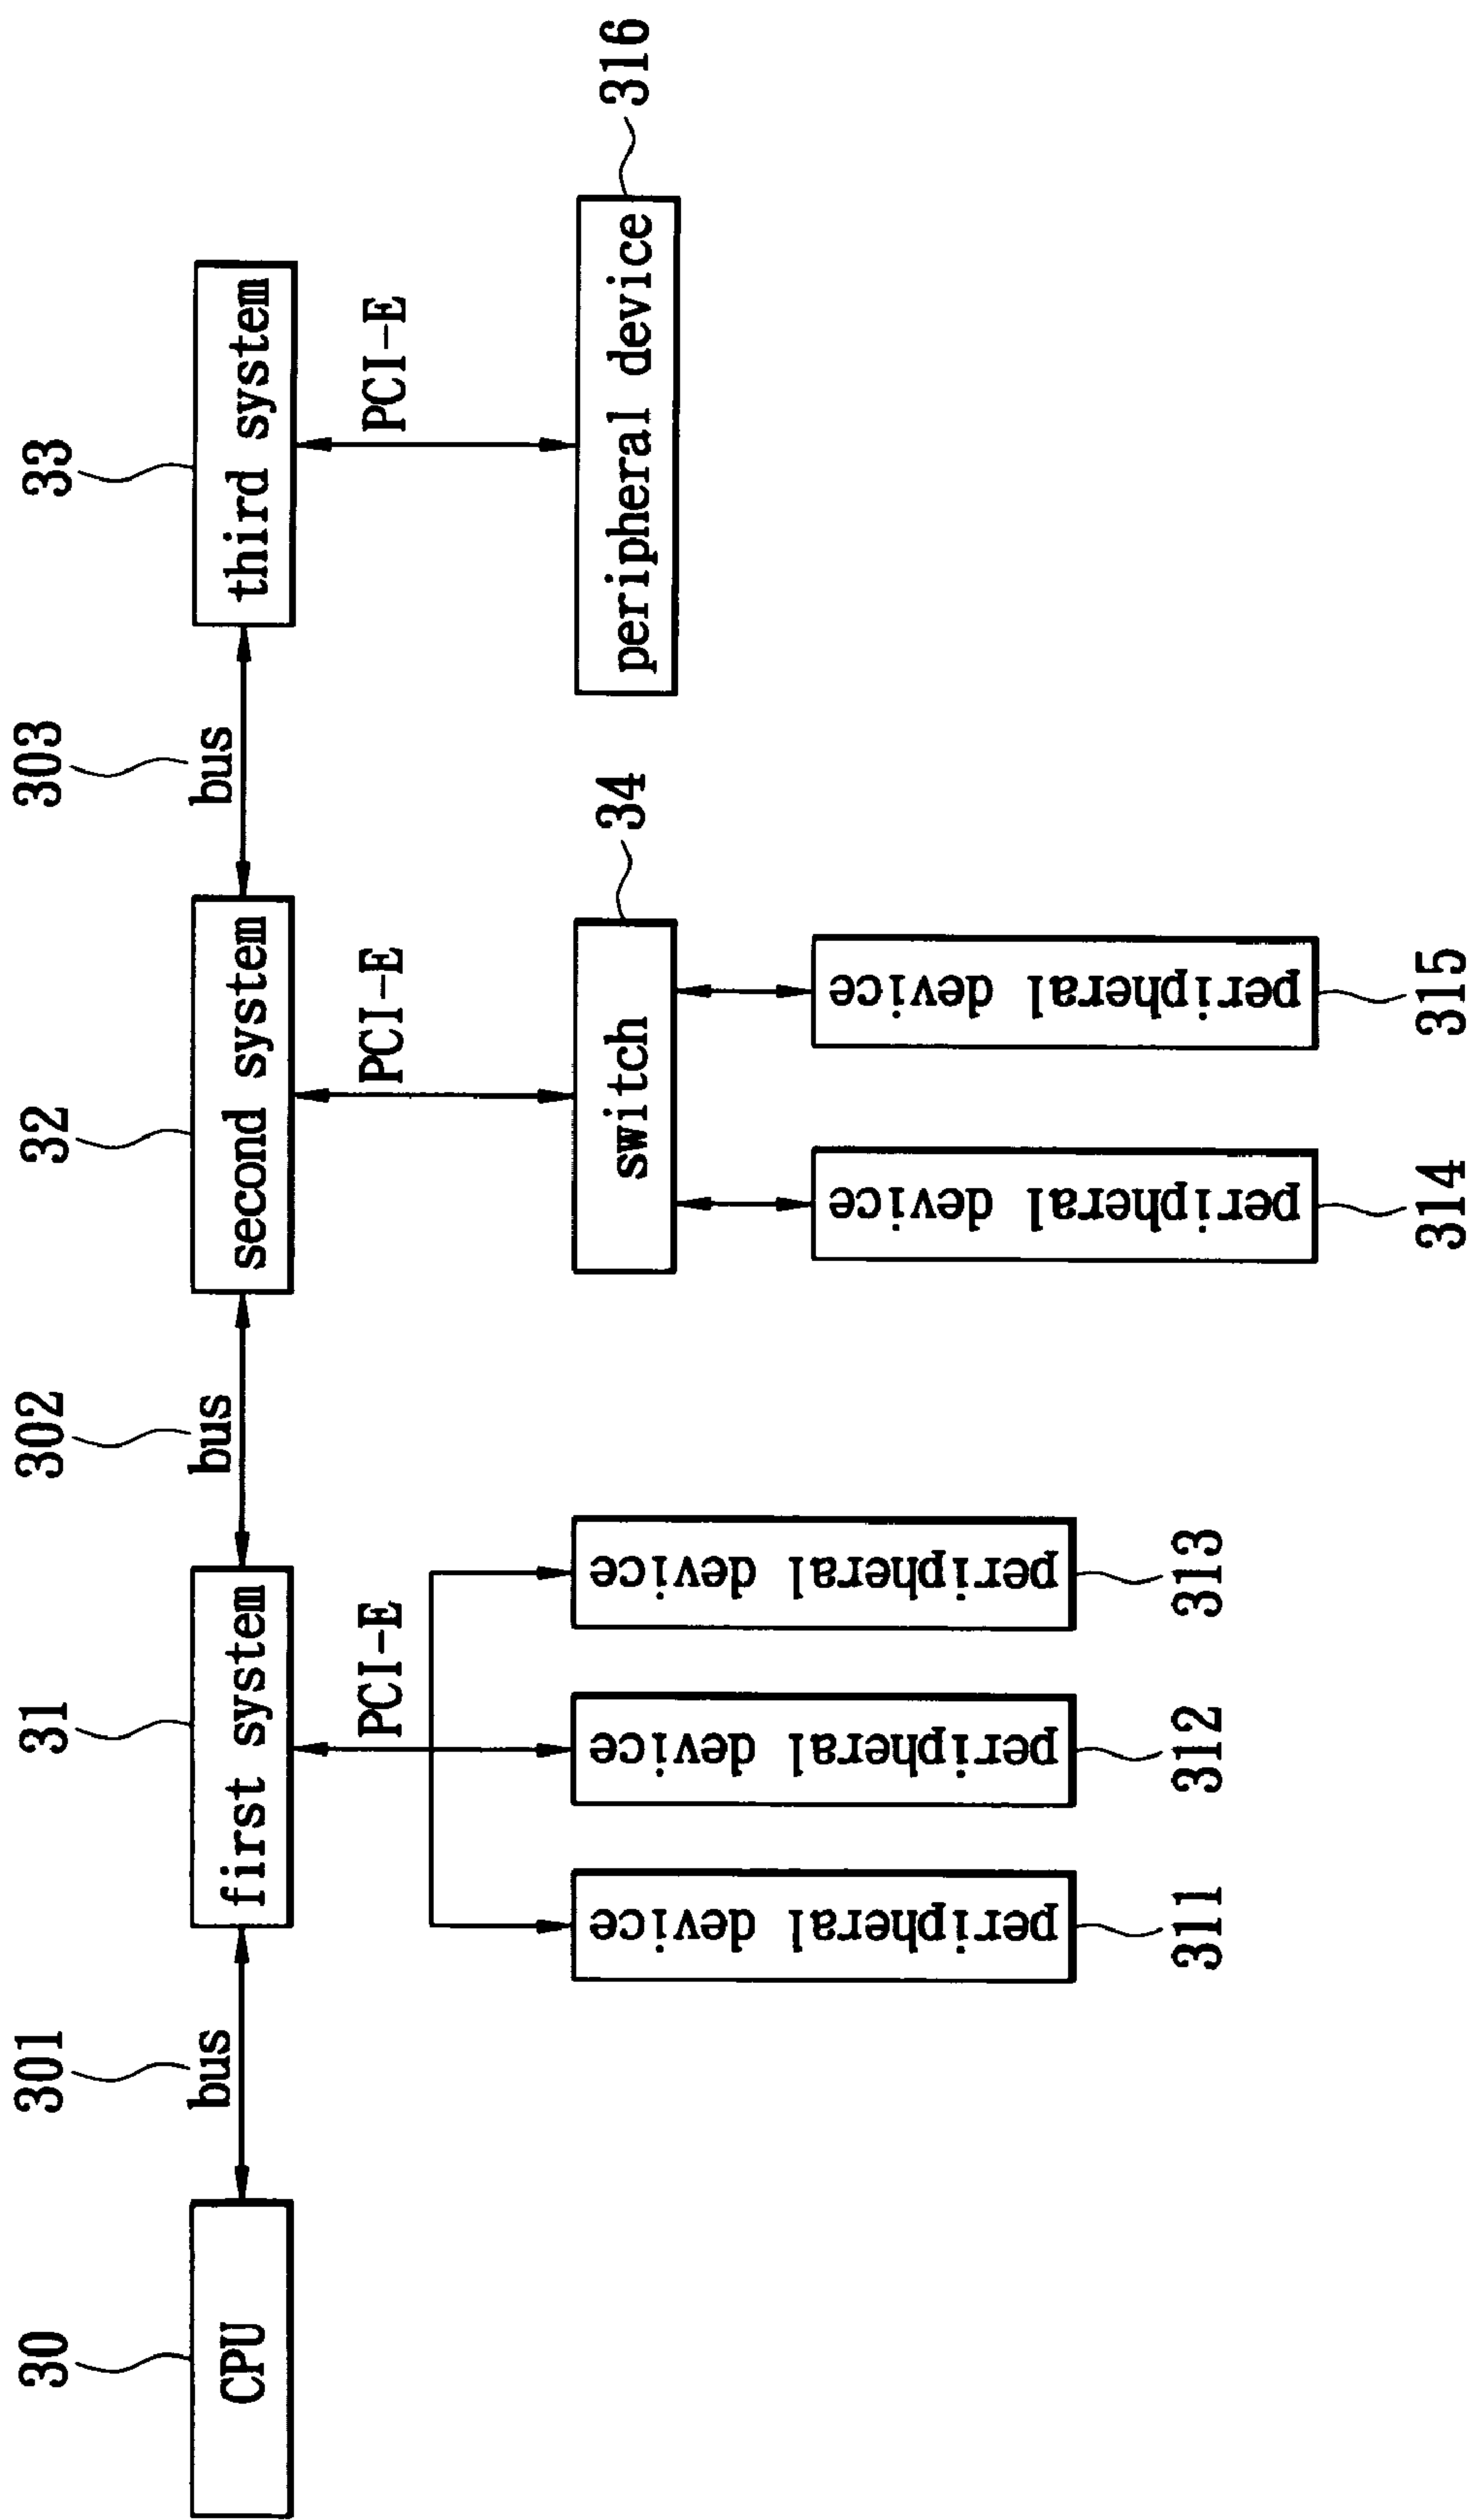 30
301
31
302
32
303
33
CPU
bus
first system
bus
second system
bus
third system
PCI-E
PCI-E
PCI-E
peripheral device
peripheral device
peripheral device
switch
34
peripheral device
316
311
312
313
peripheral device
peripheral device
314
315